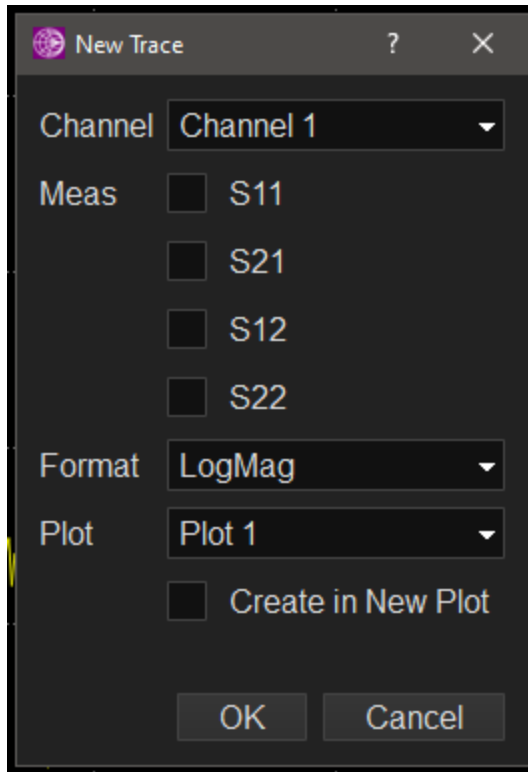 New Trace ? ×
Channel Channel 1
Meas S11
S21
S12
S22
Format LogMag
Plot Plot 1
Create in New Plot
OK Cancel